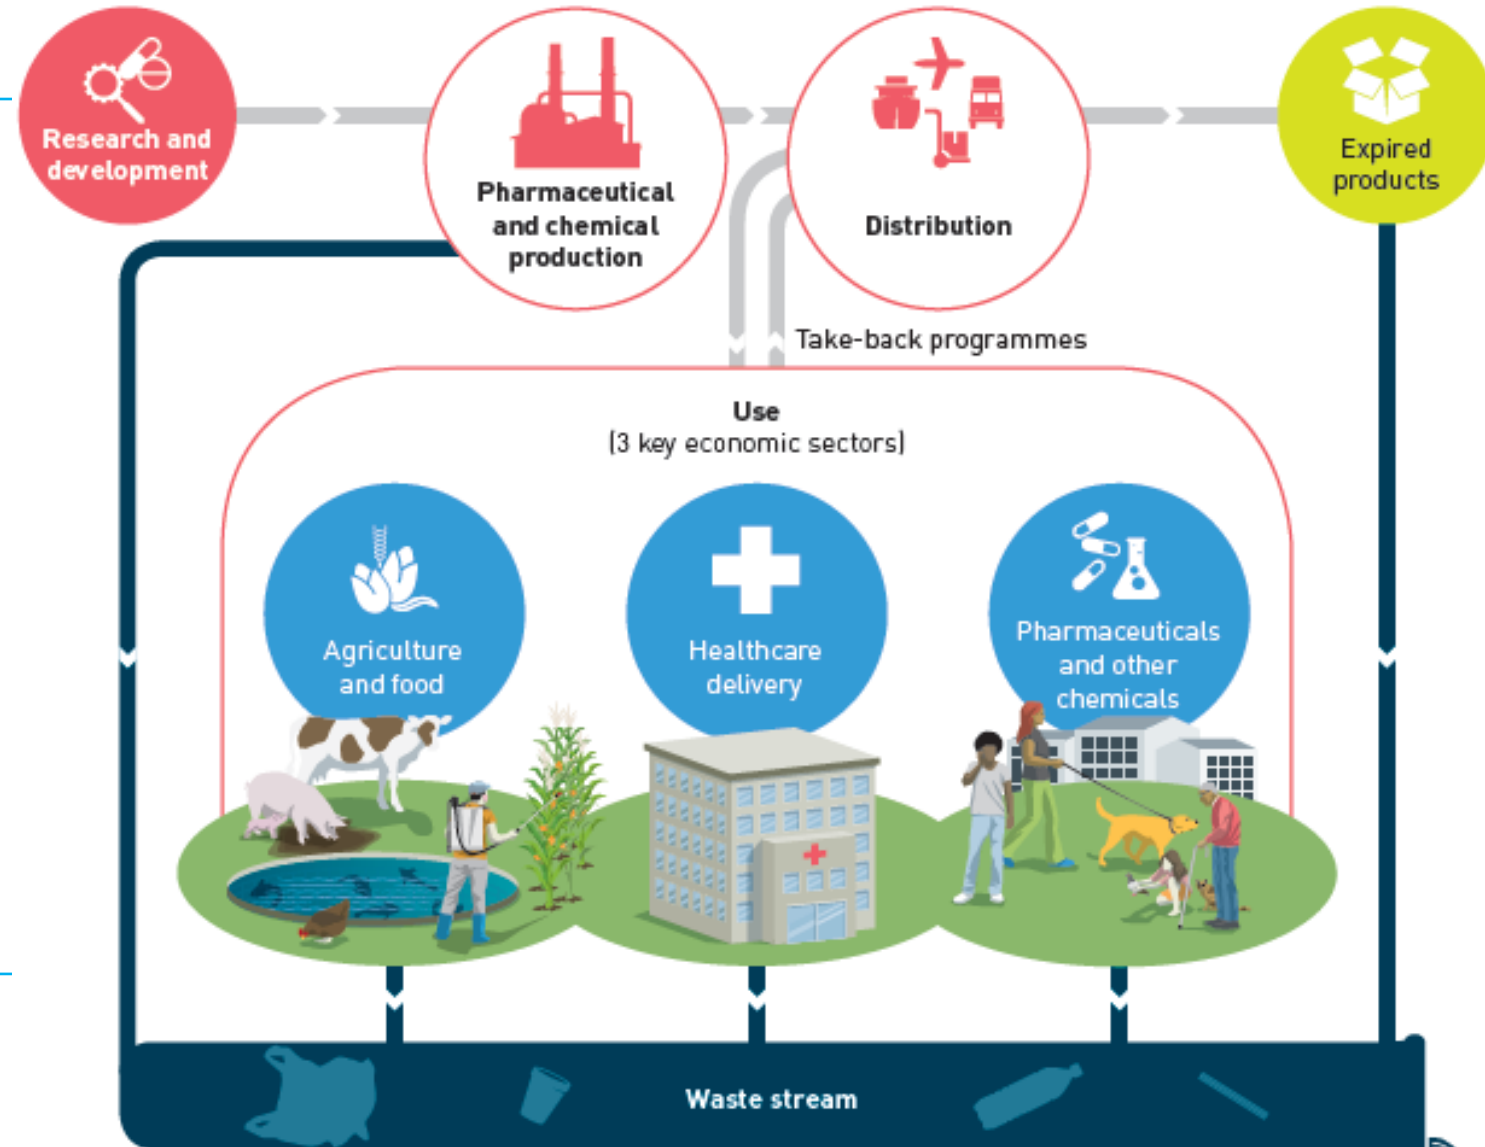 Research and
development
Pharmaceutical
and chemical
production
Distribution
Expired
products
Take-back programmes
Use
(3 key economic sectors)
Agriculture
and food
Healthcare
delivery
Pharmaceuticals
and other
chemicals
Waste stream